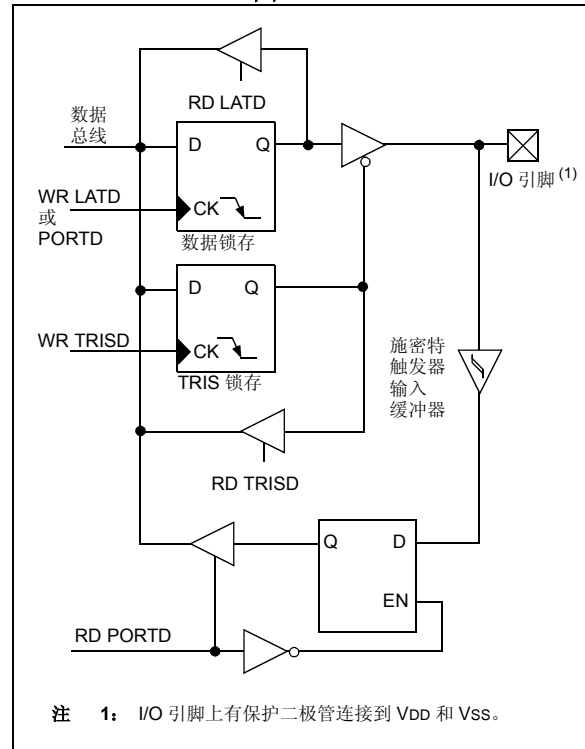 RD LATD
数据
总线
D Q
I/O 引脚 (1)
WR LATD
或
PORTD
CK
数据锁存
D Q
WR TRISD
CK
TRIS 锁存
施密特
触发器
输入
缓冲器
RD TRISD
Q D
EN
RD PORTD
注 1： I/O 引脚上有保护二极管连接到 VDD 和 VSS。